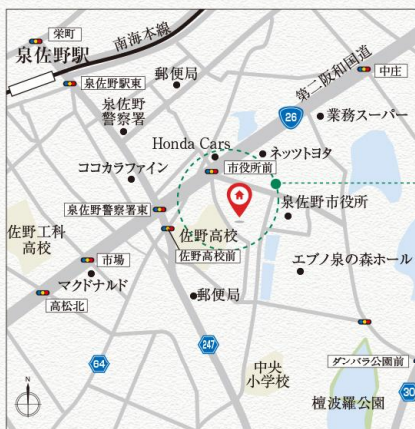 栄町
南海本線
泉佐野駅
第二阪和国道
中庄
泉佐野駅東
郵便局
泉佐野
警察署
26
業務スーパー
Honda Cars
ネッツトヨタ
ココカラファイン
市役所前
泉佐野警察署東
泉佐野市役所
佐野工科
高校
佐野高校
佐野高校前
市場
エブノ泉の森ホール
マクドナルド
郵便局
高松北
247
64
ダンバラ公園前
中央
小学校
30
檀波羅公園
N